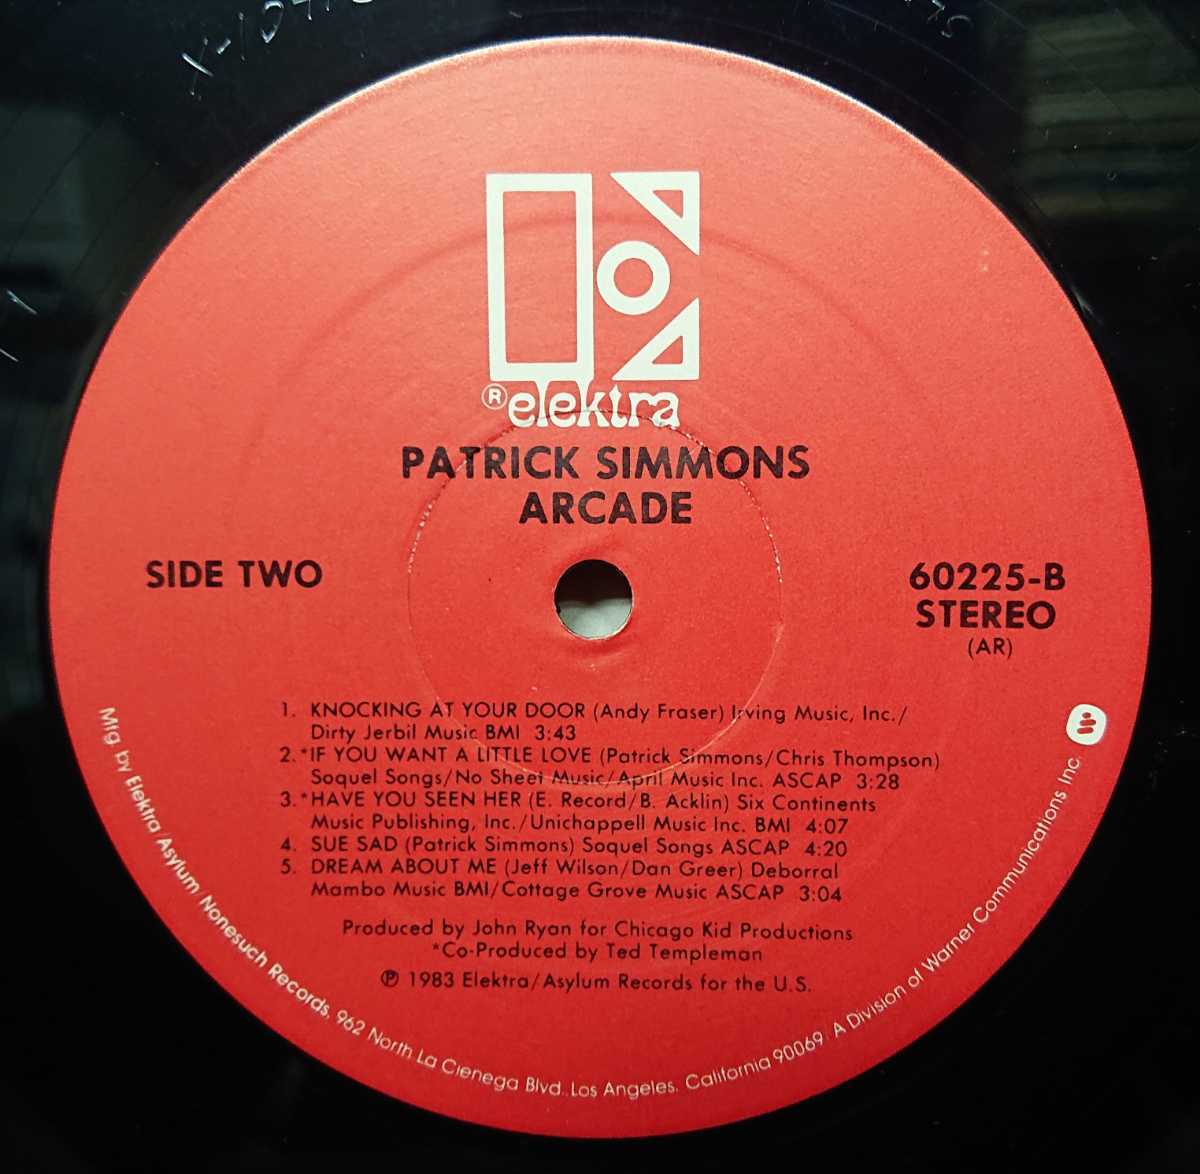 ® elektra
PATRICK SIMMONS
ARCADE
SIDE TWO
60225-B
STEREO
(AR)
1. KNOCKING AT YOUR DOOR (Andy Fraser) Irving Music, Inc./
Dirty Jerbil Music BMI 3:43
2.*IF YOU WANT A LITTLE LOVE (Patrick Simmons/Chris Thompson)
Soquel Songs/No Sheet Music/April Music Inc. ASCAP 3:28
3.*HAVE YOU SEEN HER (E. Record/B. Acklin) Six Continents
Music Publishing, Inc./Unichappell Music Inc. BMI 4:07
4. SUE SAD (Patrick Simmons) Soquel Songs ASCAP 4:20
5. DREAM ABOUT ME (Jeff Wilson/Dan Greer) Deborral
Mambo Music BMI/Cottage Grove Music ASCAP 3:04
Produced by John Ryan for Chicago Kid Productions
*Co-Produced by Ted Templeman
℗ 1983 Elektra/Asylum Records for the U.S.
Mfg by Elektra/Asylum/Nonesuch Records, 962 North La Cienega Blvd., Los Angeles, California 90069 A Division of Warner Communications Inc.